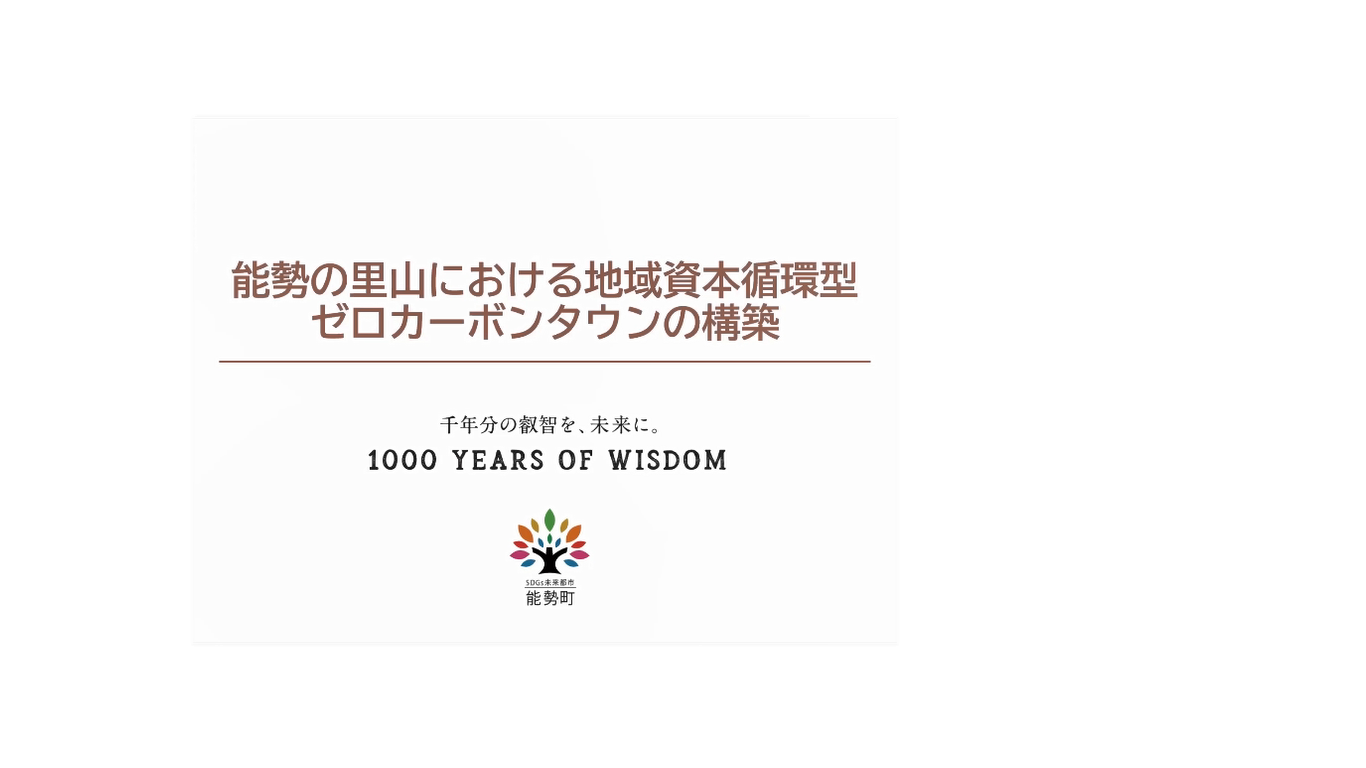 能勢の里山における地域資本循環型
ゼロカーボンタウンの構築
千年分の叡智を、未来に。
1000 YEARS OF WISDOM
SDGs未来都市
能勢町